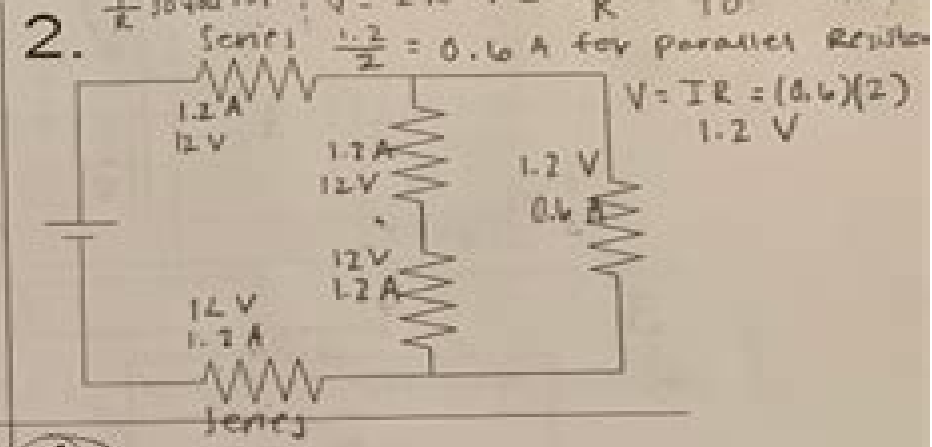 2.
Series
1.2/2 = 0.6 A for parallel Resistor
V = IR = (0.6)(2)
1.2 V
1.2 A
12 V
1.2 A
12 V
1.2 V
0.6 A
12 V
1.2 A
12 V
1.2 A
Series